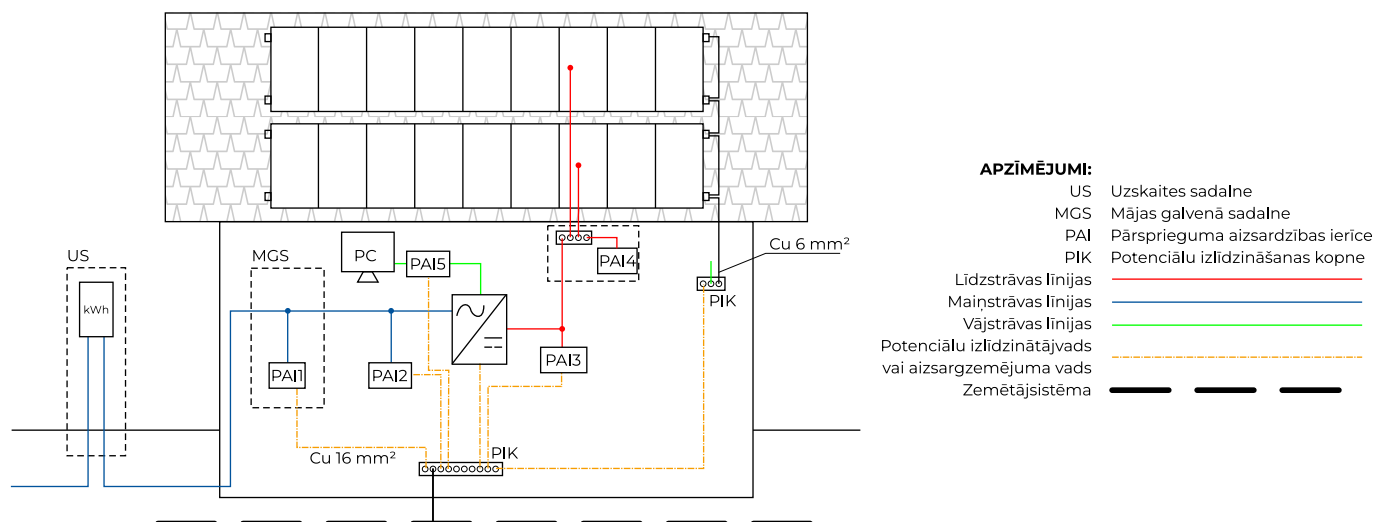 US
kWh
MGS
PC
PAI5
PAI4
Cu 6 mm²
PIK
PAI1
PAI2
PAI3
Cu 16 mm²
PIK
APZĪMĒJUMI:
US Uzskaites sadalne
MGS Mājas galvenā sadalne
PAI Pārsprieguma aizsardzības ierīce
PIK Potenciālu izlīdzināšanas kopne
Līdzstrāvas līnijas
Maiņstrāvas līnijas
Vājstrāvas līnijas
Potenciālu izlīdzinātājvads
vai aizsargzemējuma vads
Zemētājsistēma